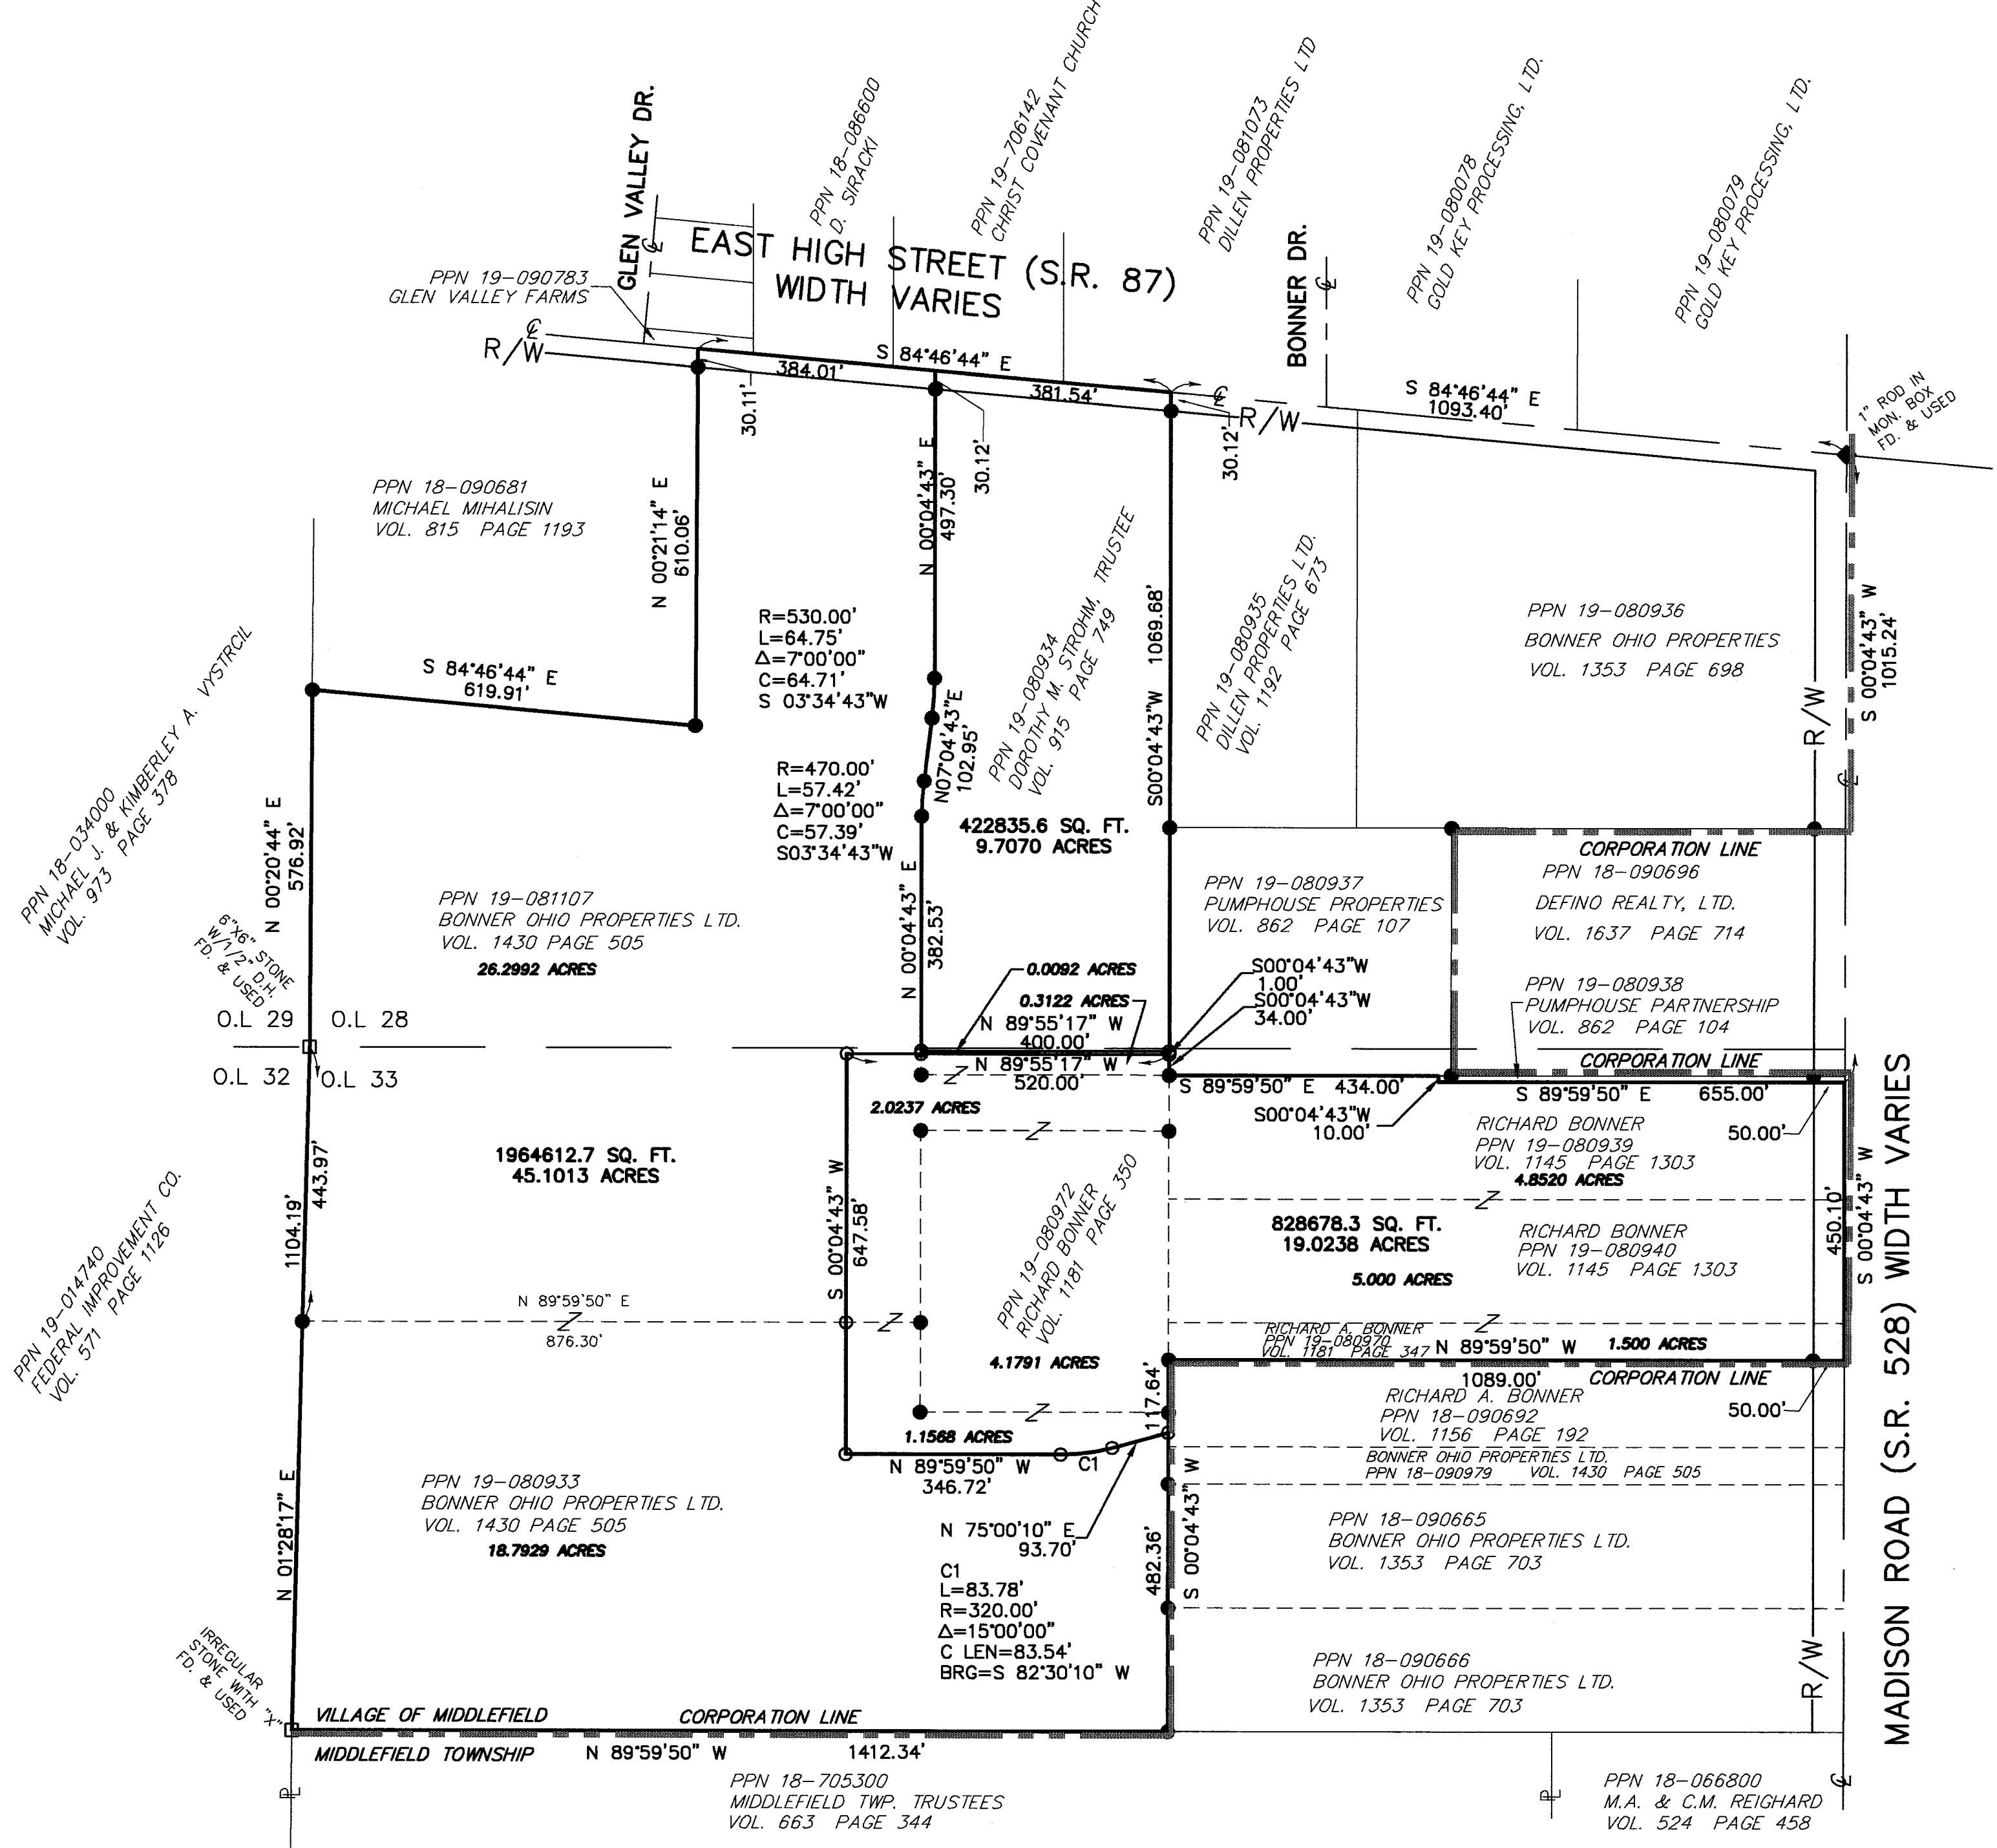 GLEN VALLEY DR.
PPN 18-086600
D. SIRACKI
PPN 19-706142
CHRIST COVENANT CHURCH
PPN 19-081073
DILLEN PROPERTIES LTD
PPN 19-080078
GOLD KEY PROCESSING, LTD.
PPN 19-080079
GOLD KEY PROCESSING, LTD.
BONNER DR.
EAST HIGH STREET (S.R. 87)
WIDTH VARIES
PPN 19-090783
GLEN VALLEY FARMS
R/W
S 84°46'44" E
384.01'
381.54'
30.11'
30.12'
30.12'
R/W
S 84°46'44" E
1093.40'
1" ROD IN
MON. BOX
FD. & USED
PPN 18-090681
MICHAEL MIHALISIN
VOL. 815 PAGE 1193
N 00°21'14" E
610.06'
N 00°04'43" E
497.30'
S 84°46'44" E
619.91'
R=530.00'
L=64.75'
Δ=7°00'00"
C=64.71'
S 03°34'43"W
R=470.00'
L=57.42'
Δ=7°00'00"
C=57.39'
S03°34'43"W
N07°04'43"E
102.95'
PPN 19-080934
DOROTHY M. STROHM, TRUSTEE
VOL. 915 PAGE 749
422835.6 SQ. FT.
9.7070 ACRES
S00°04'43"W 1069.68'
PPN 19-080935
DILLEN PROPERTIES LTD.
VOL. 1192 PAGE 673
PPN 19-080936
BONNER OHIO PROPERTIES
VOL. 1353 PAGE 698
R/W
S 00°04'43" W
1015.24'
PPN 18-034000
MICHAEL J. & KIMBERLEY A. VYSTRCIL
VOL. 973 PAGE 378
N 00°20'44" E
576.92'
6"X6" STONE
W/1/2" D.H.
FD. & USED
PPN 19-081107
BONNER OHIO PROPERTIES LTD.
VOL. 1430 PAGE 505
26.2992 ACRES
N 00°04'43" E
382.53'
PPN 19-080937
PUMPHOUSE PROPERTIES
VOL. 862 PAGE 107
CORPORATION LINE
PPN 18-090696
DEFINO REALTY, LTD.
VOL. 1637 PAGE 714
PPN 19-080938
PUMPHOUSE PARTNERSHIP
VOL. 862 PAGE 104
CORPORATION LINE
0.0092 ACRES
0.3122 ACRES
N 89°55'17" W
400.00'
N 89°55'17" W
520.00'
S00°04'43"W
1.00'
S00°04'43"W
34.00'
O.L 29
O.L 28
O.L 32
O.L 33
S 89°59'50" E 434.00'
S00°04'43"W
10.00'
S 89°59'50" E 655.00'
50.00'
2.0237 ACRES
RICHARD BONNER
PPN 19-080939
VOL. 1145 PAGE 1303
4.8520 ACRES
1104.19'
443.97'
1964612.7 SQ. FT.
45.1013 ACRES
S 00°04'43" W
647.58'
PPN 19-080972
RICHARD BONNER
VOL. 1181 PAGE 350
828678.3 SQ. FT.
19.0238 ACRES
5.000 ACRES
RICHARD BONNER
PPN 19-080940
VOL. 1145 PAGE 1303
450.10'
S 00°04'43" W
MADISON ROAD (S.R. 528) WIDTH VARIES
PPN 19-014740
FEDERAL IMPROVEMENT CO.
VOL. 571 PAGE 1126
N 89°59'50" E
876.30'
4.1791 ACRES
RICHARD A. BONNER
PPN 19-080970
VOL. 1181 PAGE 347
N 89°59'50" W
1.500 ACRES
1089.00'
CORPORATION LINE
50.00'
117.64'
1.1568 ACRES
N 89°59'50" W
346.72'
C1
RICHARD A. BONNER
PPN 18-090692
VOL. 1156 PAGE 192
BONNER OHIO PROPERTIES LTD.
PPN 18-090979 VOL. 1430 PAGE 505
N 01°28'17" E
PPN 19-080933
BONNER OHIO PROPERTIES LTD.
VOL. 1430 PAGE 505
18.7929 ACRES
N 75°00'10" E
93.70'
C1
L=83.78'
R=320.00'
Δ=15°00'00"
C LEN=83.54'
BRG=S 82°30'10" W
482.36'
S 00°04'43" W
PPN 18-090665
BONNER OHIO PROPERTIES LTD.
VOL. 1353 PAGE 703
PPN 18-090666
BONNER OHIO PROPERTIES LTD.
VOL. 1353 PAGE 703
R/W
IRREGULAR
STONE WITH "X"
FD. & USED
VILLAGE OF MIDDLEFIELD
CORPORATION LINE
MIDDLEFIELD TOWNSHIP
N 89°59'50" W
1412.34'
PPN 18-705300
MIDDLEFIELD TWP. TRUSTEES
VOL. 663 PAGE 344
PPN 18-066800
M.A. & C.M. REIGHARD
VOL. 524 PAGE 458